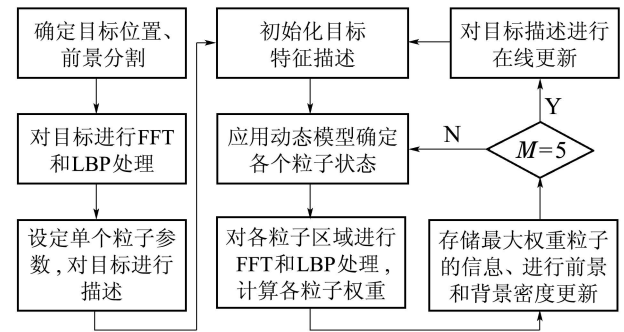 确定目标位置、
前景分割
对目标进行FFT
和LBP处理
设定单个粒子参
数,对目标进行
描述
初始化目标
特征描述
应用动态模型确定
各个粒子状态
对各粒子区域进行
FFT和LBP处理,
计算各粒子权重
对目标描述进行
在线更新
Y
N
M=5
存储最大权重粒子
的信息、进行前景
和背景密度更新